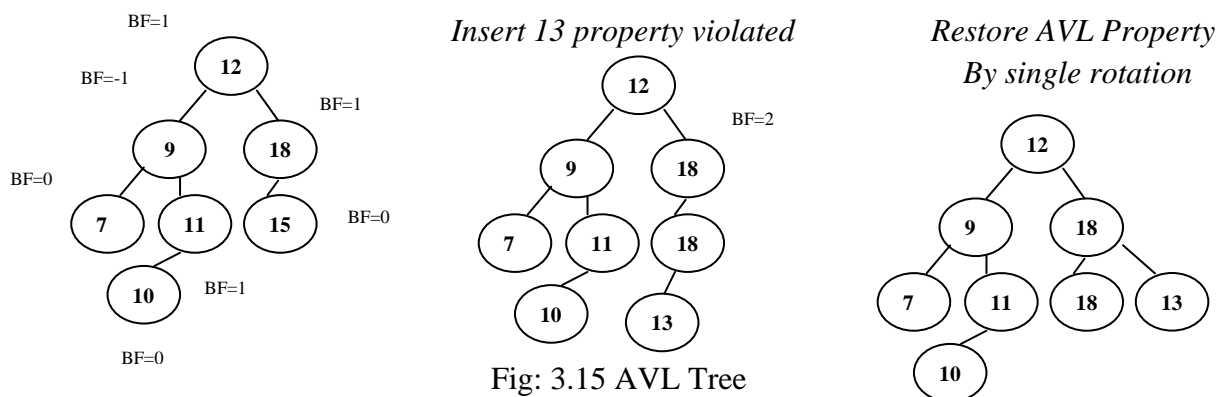 BF=1
BF=-1
12
BF=1
9
18
BF=0
7
11
15
BF=0
10
BF=1
BF=0
Insert 13 property violated
12
BF=2
9
18
7
11
18
10
13
Fig: 3.15 AVL Tree
Restore AVL Property
By single rotation
12
9
18
7
11
18
13
10